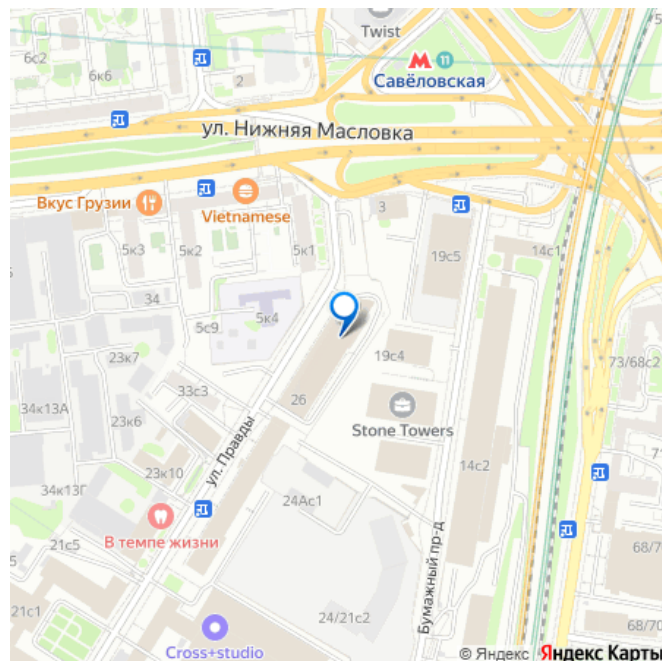 6с2
6к6
2
Twist
11
Савёловская
ул. Нижняя Масловка
Вкус Грузии
Vietnamese
3
5к3
5к2
5к1
19с5
14с1
34
5с9
5к4
23к7
33с3
19с4
73/68с2
34к13А
23к6
26
Stone Towers
ул. Правды
23к10
14с2
34к13Г
24Ас1
В темпе жизни
21с5
Бумажный пр-д
68/7
21с1
24/21с2
68/70
Cross+studio
© Яндекс Яндекс Карты